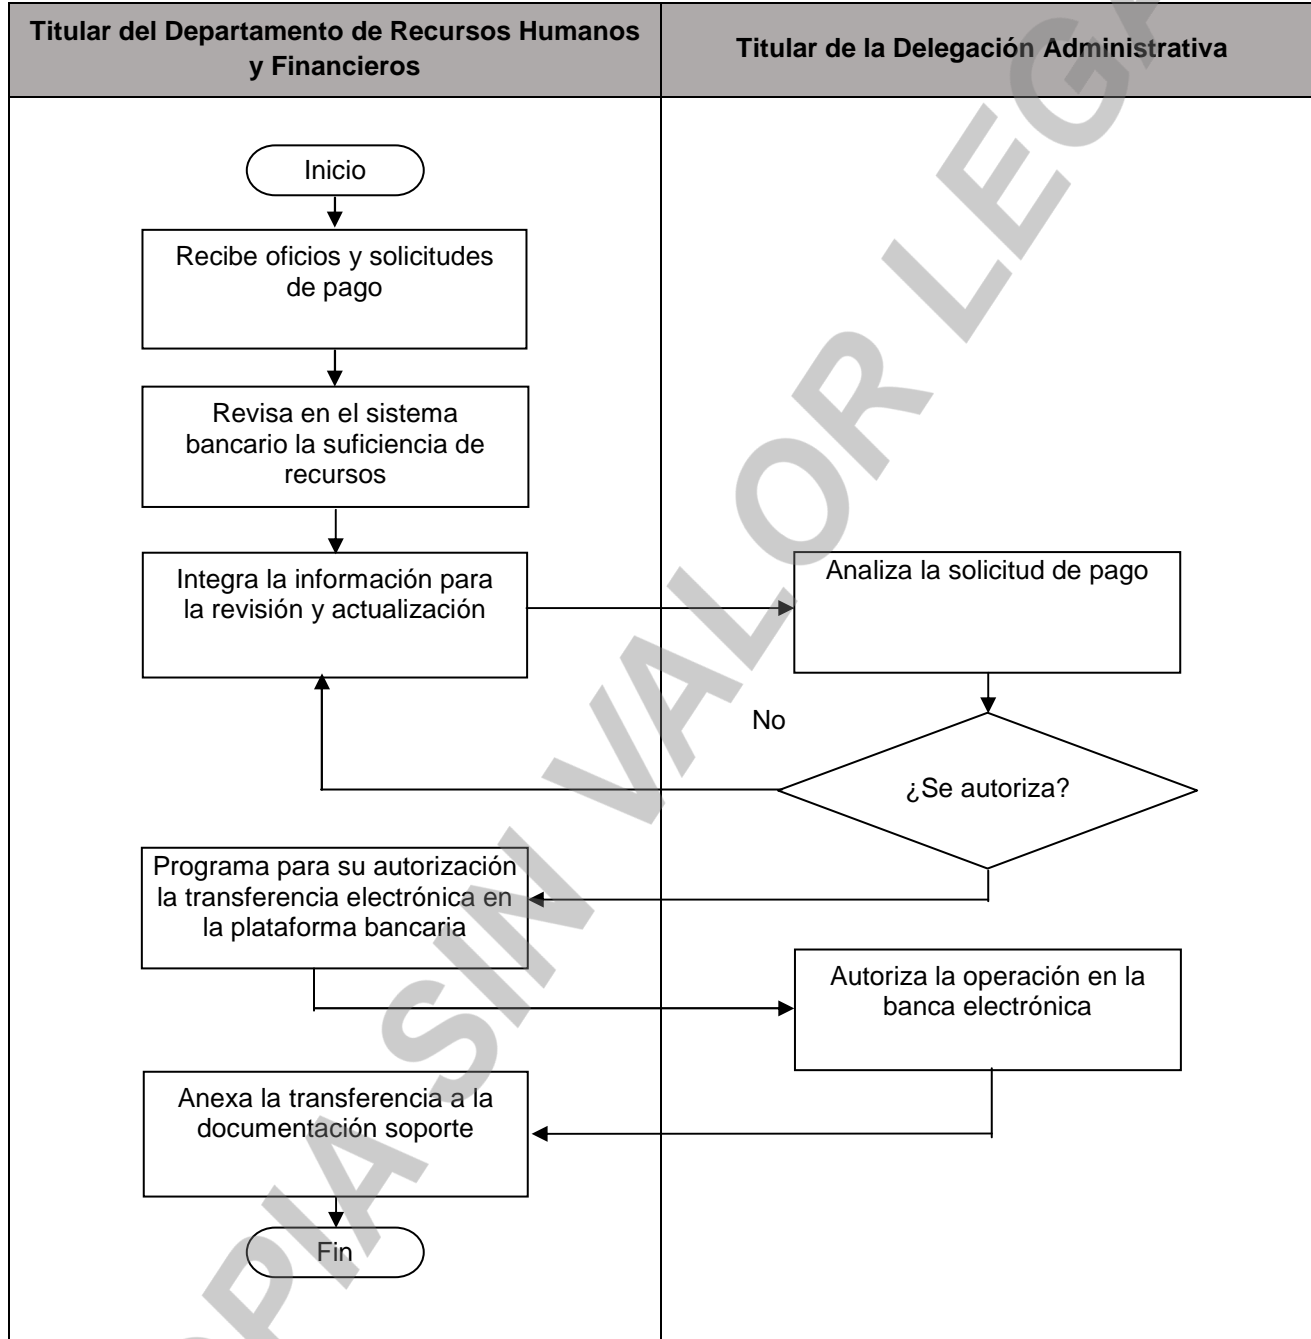 Titular del Departamento de Recursos Humanos
y Financieros
Titular de la Delegación Administrativa
Inicio
Recibe oficios y solicitudes
de pago
Revisa en el sistema
bancario la suficiencia de
recursos
Integra la información para
la revisión y actualización
Analiza la solicitud de pago
No
¿Se autoriza?
Programa para su autorización
la transferencia electrónica en
la plataforma bancaria
Autoriza la operación en la
banca electrónica
Anexa la transferencia a la
documentación soporte
Fin
PIA SIN VALOR LEGA